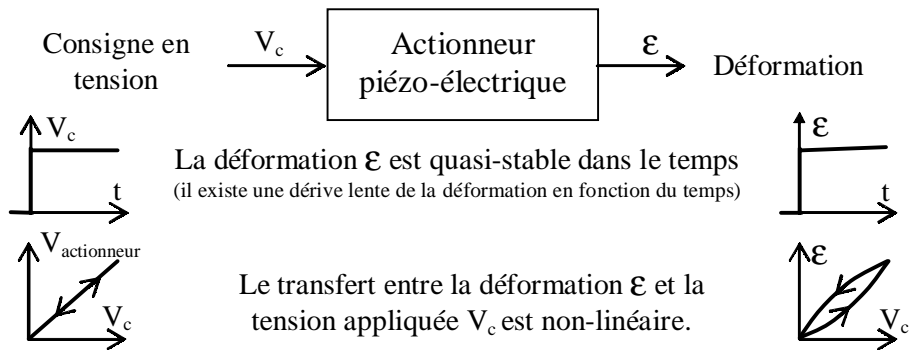 Consigne en tension
V_c
Actionneur piézo-électrique
ε
Déformation
V_c
t
La déformation ε est quasi-stable dans le temps
(il existe une dérive lente de la déformation en fonction du temps)
ε
t
V_actionneur
V_c
Le transfert entre la déformation ε et la
tension appliquée V_c est non-linéaire.
ε
V_c